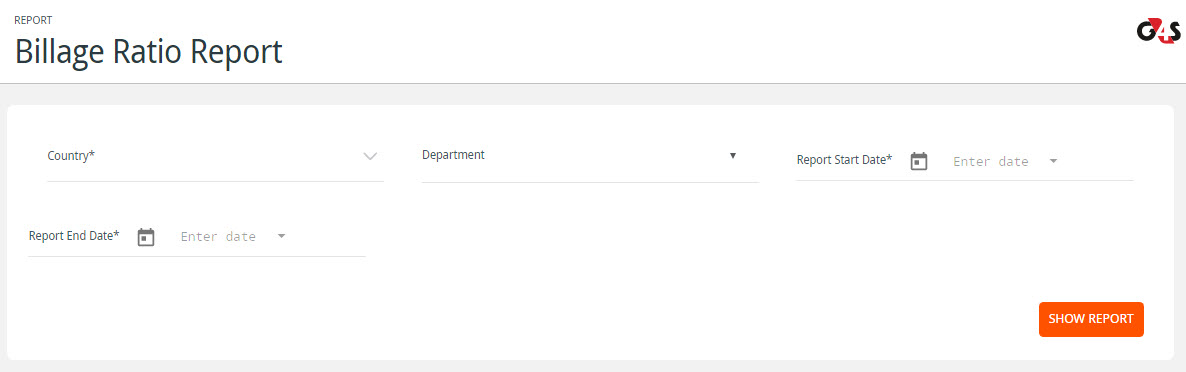 REPORT
Billage Ratio Report
G4S
Country*
Department
Report Start Date* Enter date
Report End Date* Enter date
SHOW REPORT